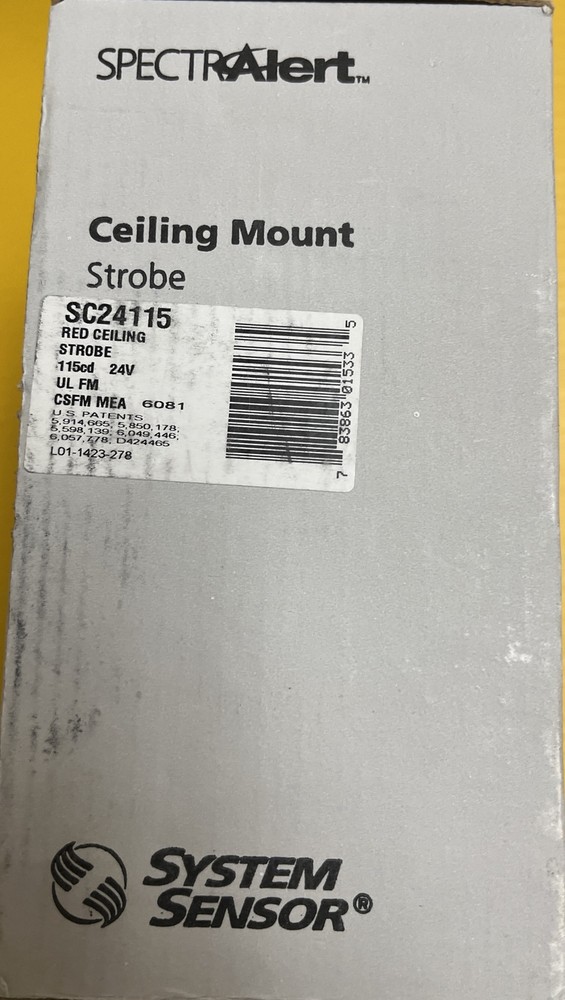 SPECTRAlert™
Ceiling Mount
Strobe
SC24115
RED CEILING
STROBE
115cd 24V
UL FM
CSFM MEA 6081
U.S. PATENTS
5,914,665; 5,850,178;
5,598,139; 6,049,446;
6,057,778; D424465
L01-1423-278
7 83863 01533 5
SYSTEM
SENSOR®